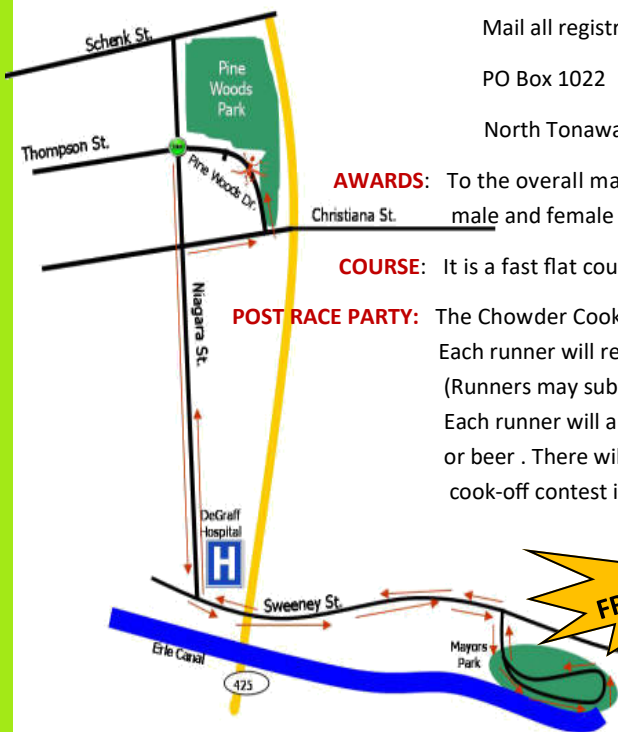 Schenk St.
Pine
Woods
Park
Thompson St.
Pine Woods Dr.
Christiana St.
Niagara St.
DeGraff
Hospital
H
Sweeney St.
Erie Canal
425
Mayors
Park
Mail all registr
PO Box 1022
North Tonawa
AWARDS: To the overall ma
male and female
COURSE: It is a fast flat cou
POST RACE PARTY: The Chowder Cook
Each runner will re
(Runners may sub
Each runner will a
or beer . There wil
cook-off contest i